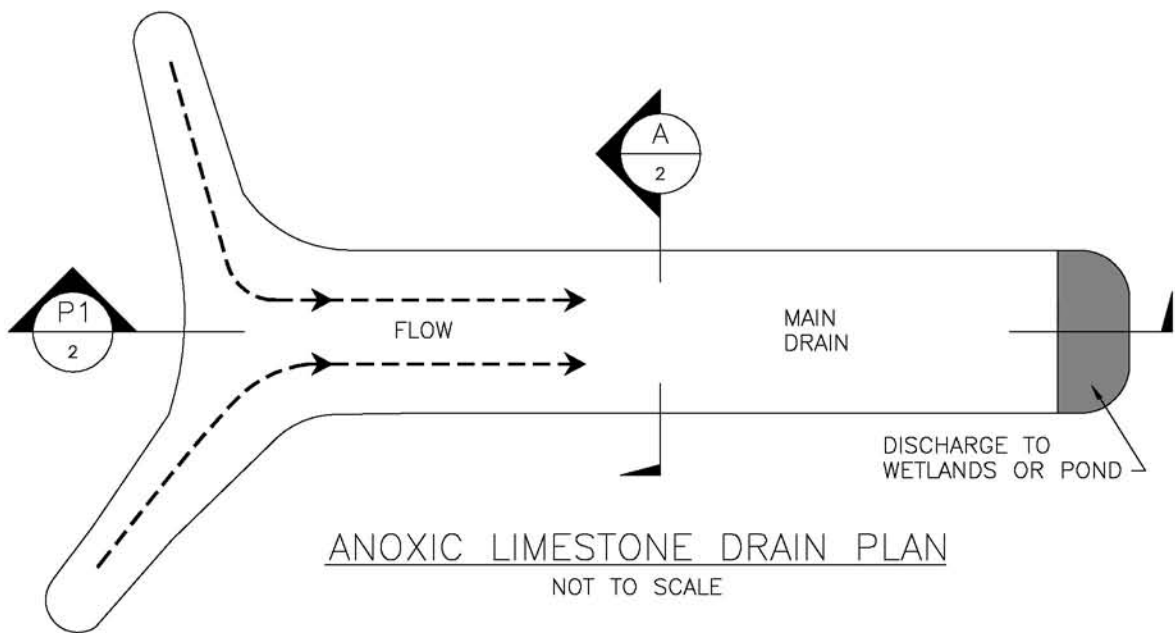 A
2
P1
2
FLOW
MAIN
DRAIN
DISCHARGE TO
WETLANDS OR POND
ANOXIC LIMESTONE DRAIN PLAN
NOT TO SCALE